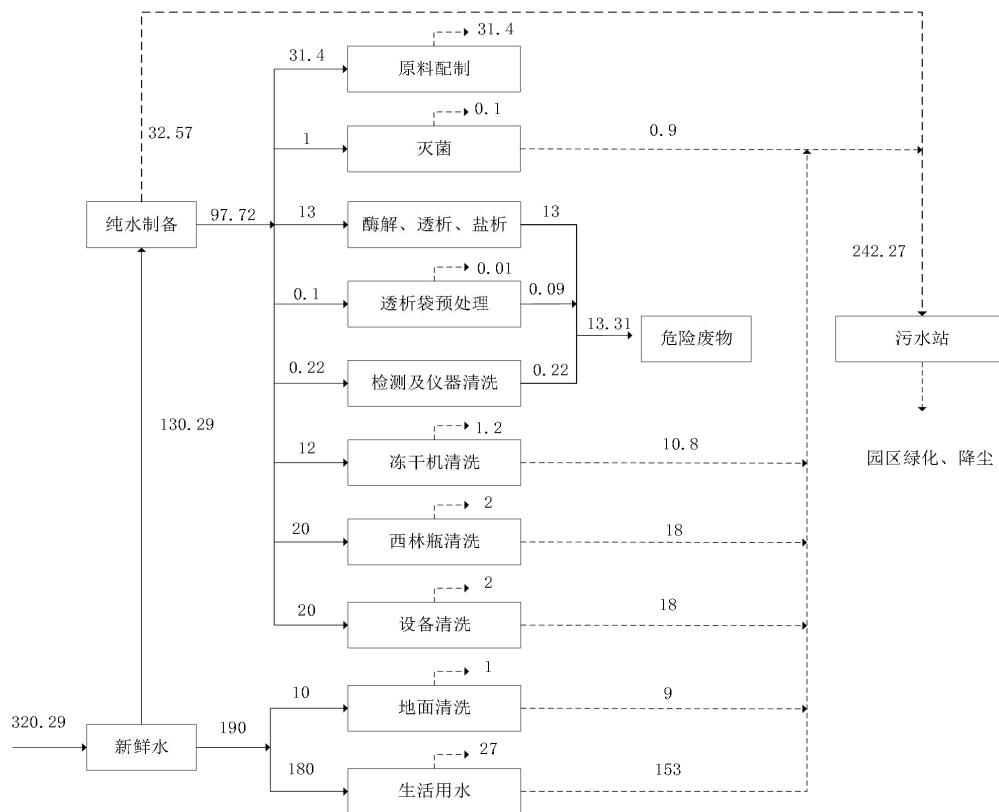 31.4
31.4
原料配制
0.1
32.57
1
灭菌
0.9
纯水制备
97.72
13
酶解、透析、盐析
13
242.27
0.01
0.1
透析袋预处理
0.09
13.31
危险废物
污水站
0.22
检测及仪器清洗
0.22
130.29
1.2
12
冻干机清洗
10.8
园区绿化、降尘
2
20
西林瓶清洗
18
2
20
设备清洗
18
1
10
地面清洗
9
320.29
新鲜水
190
27
180
生活用水
153